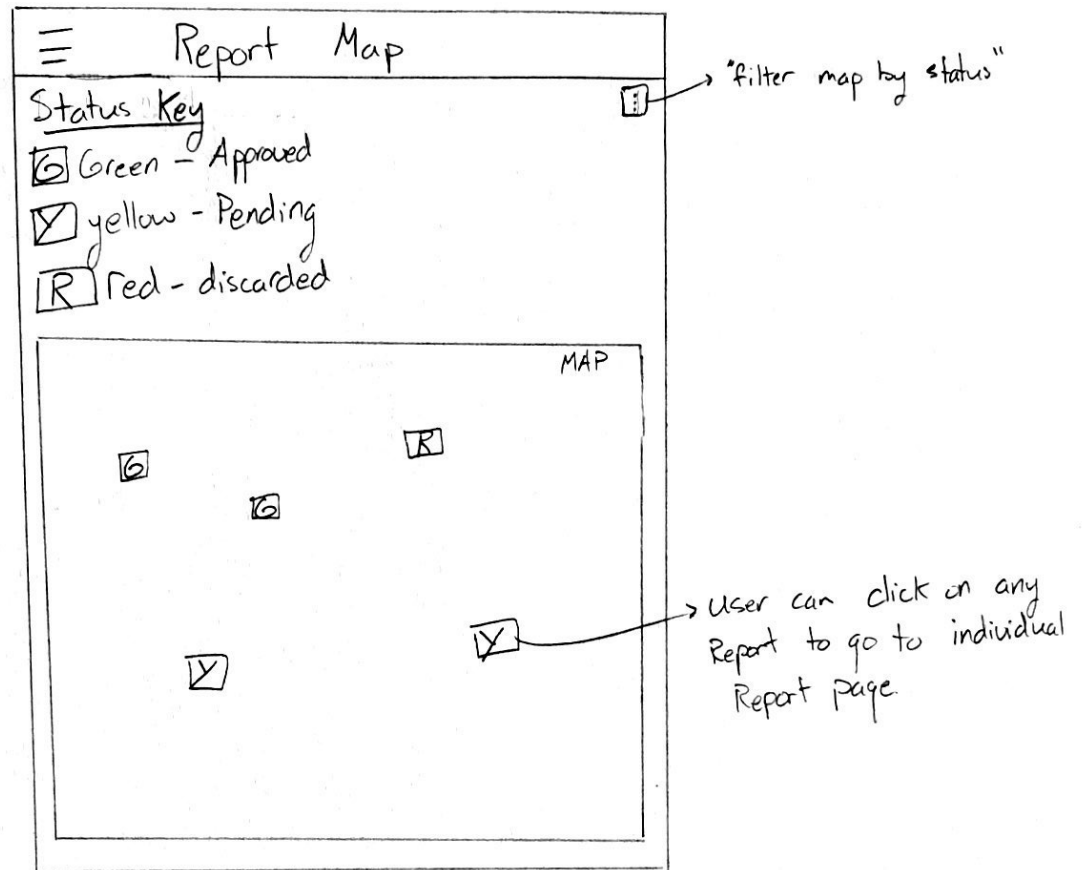 Report Map
"filter map by status"
Status Key
G Green - Approved
Y yellow - Pending
R red - discarded
MAP
G
R
G
Y
Y
User can click on any
Report to go to individual
Report page.